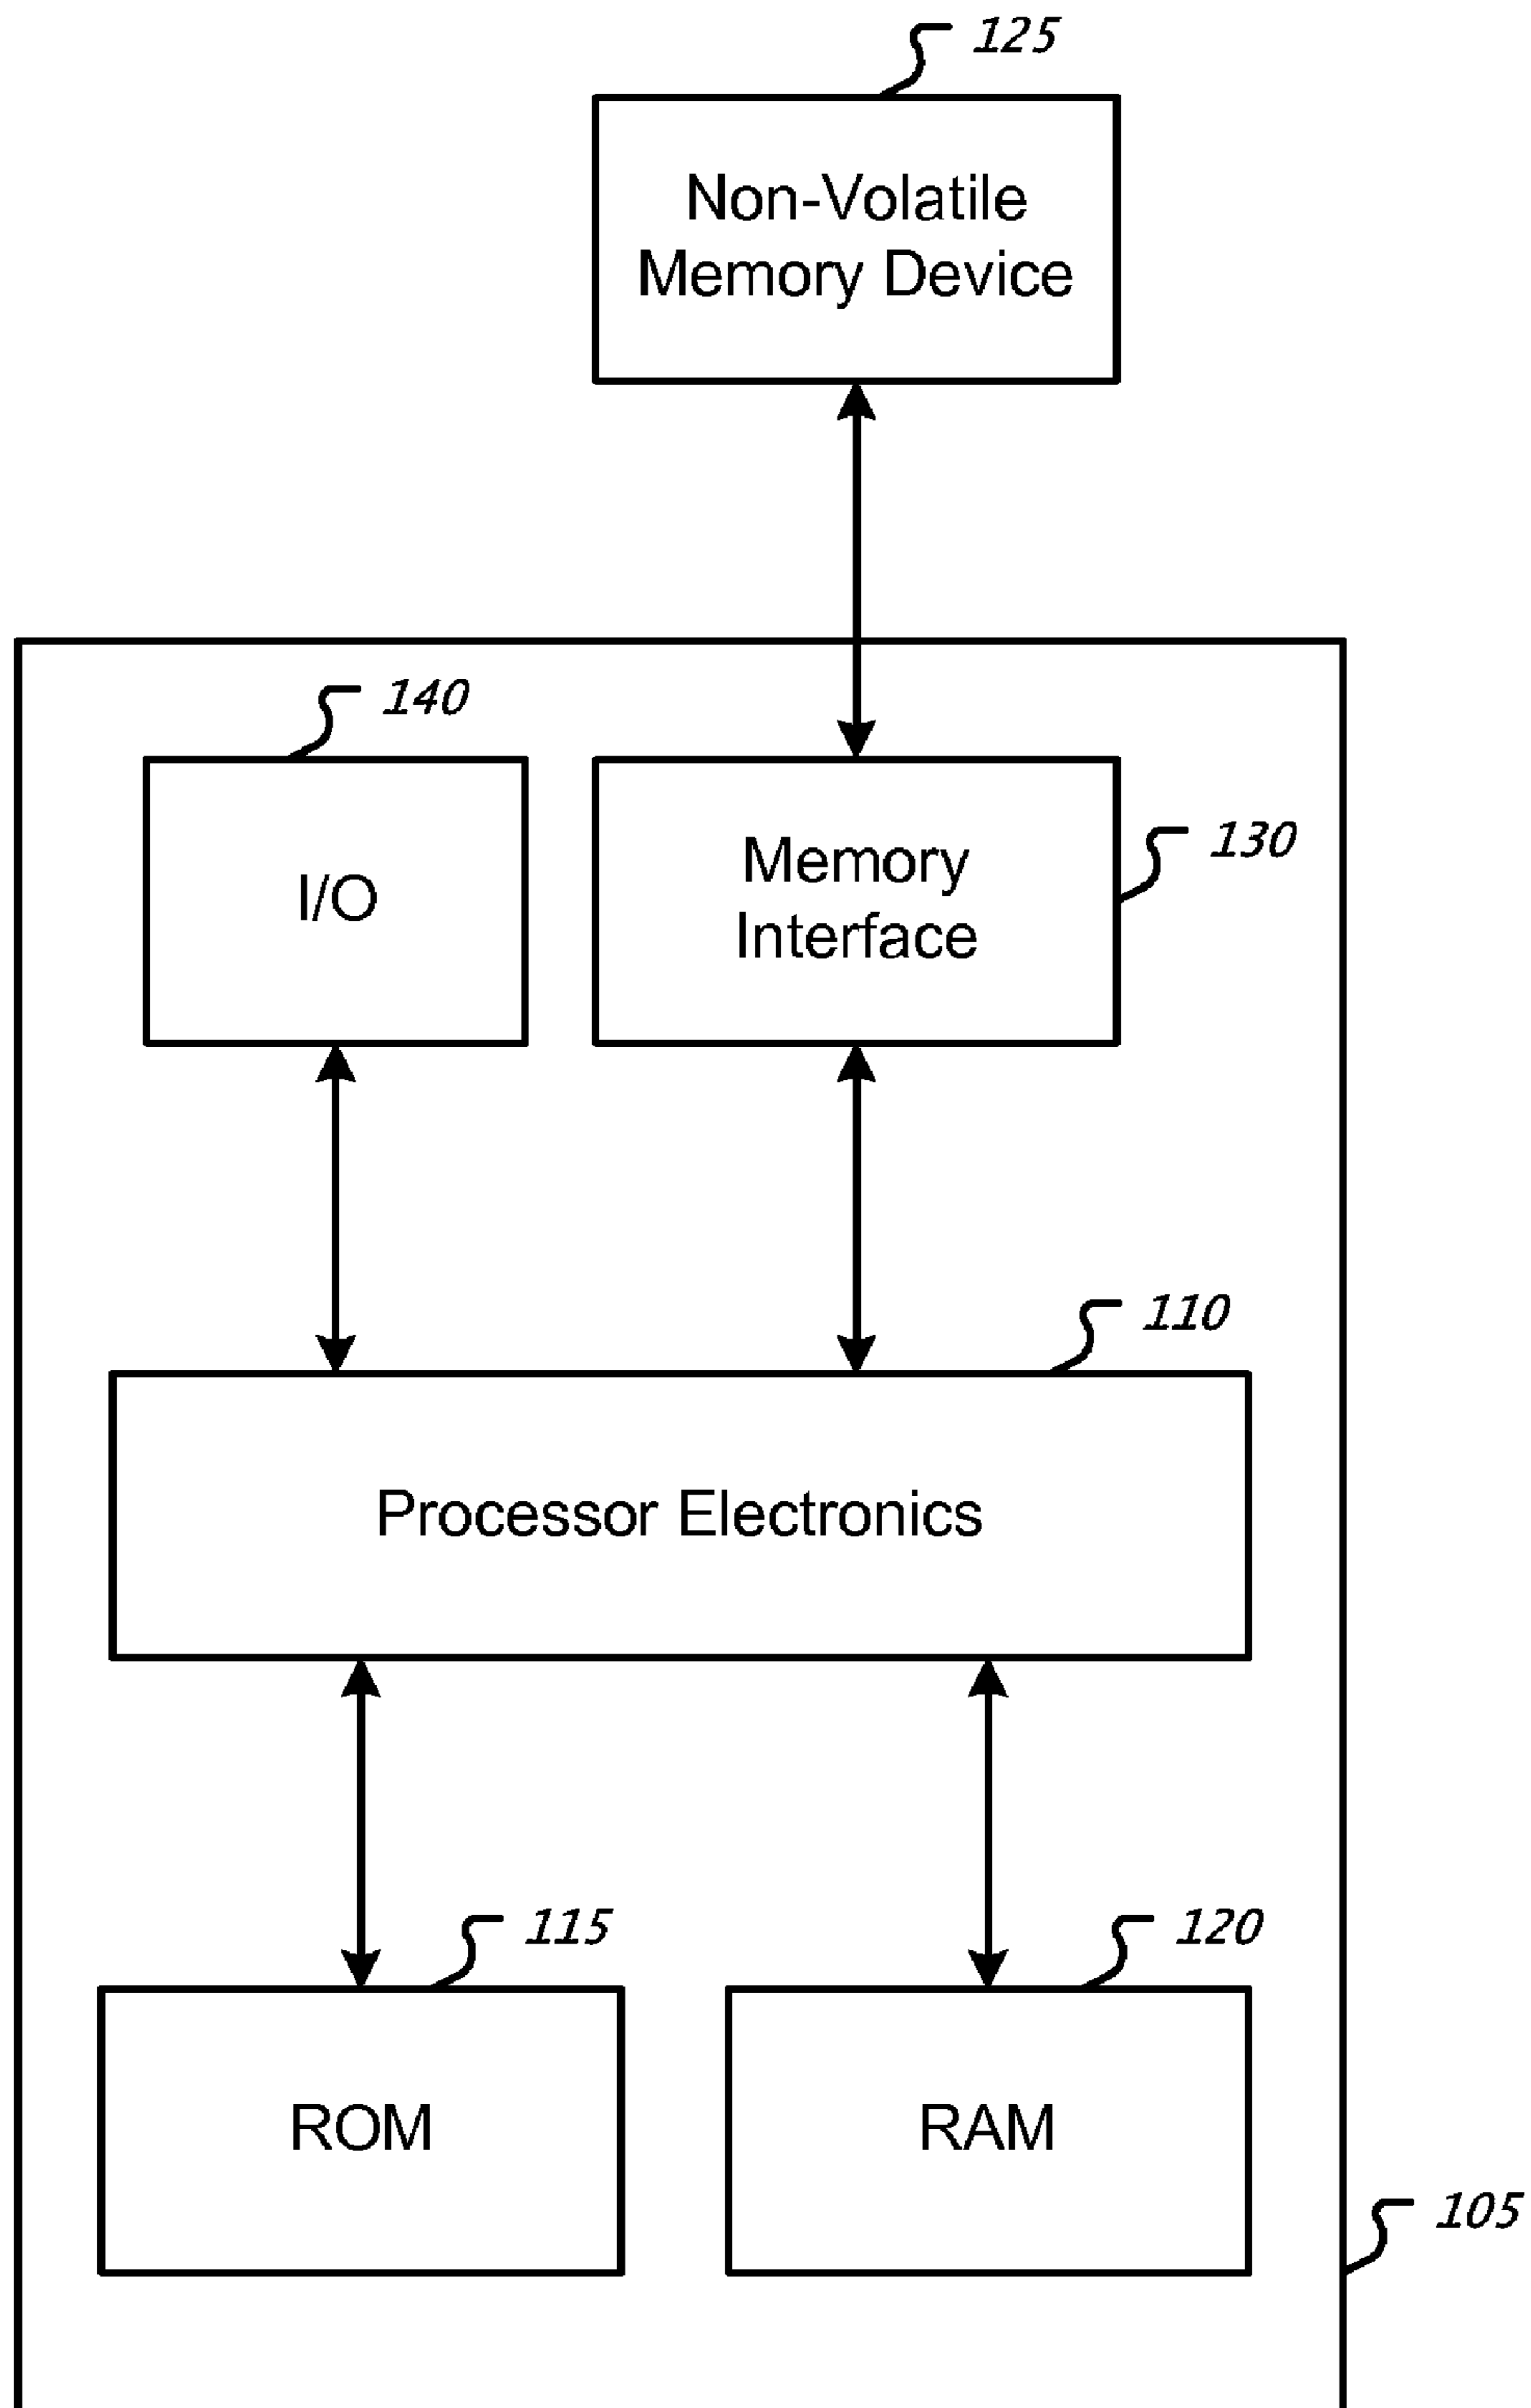 125
Non-Volatile
Memory Device
140
130
I/O
Memory
Interface
110
Processor Electronics
115
120
ROM
RAM
105